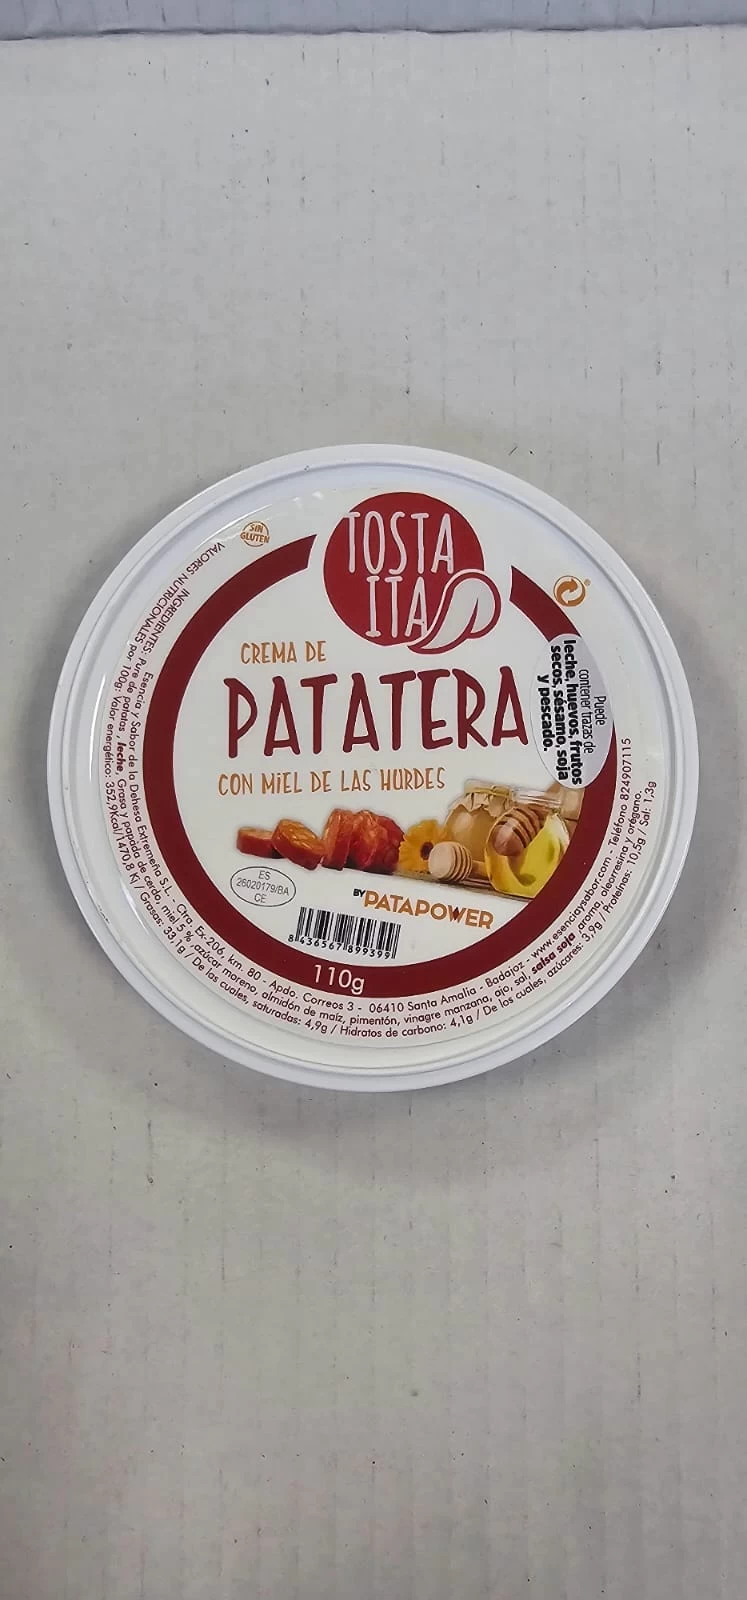 SIN
GLUTEN
TOSTA
ITA
CREMA DE
PATATERA
CON MIEL DE LAS HURDES
Puede
contener trazas de
leche, huevos, frutos
secos, sésamo, soja
y pescado.
ES
26020179/BA
CE
BY PATAPOWER
8 436567 899399
110g
Esencia y Sabor de la Dehesa Extremeña S.L. - Ctra. Ex-206, km. 80 - Apdo. Correos 3 - 06410 Santa Amalia - Badajoz - www.esenciaysabor.com - Teléfono 824907115
INGREDIENTES: Pure de patatas, leche, Grasa y papada de cerdo, miel 5 %, azúcar moreno, almidón de maíz, pimentón, vinagre manzana, ajo, sal, salsa soja, aroma, oleorresina y orégano.
VALORES NUTRICIONALES por 100g: Valor energético: 352,9Kcal/1470,8 Kj / Grasas: 33,1g / De las cuales, saturadas: 4,9g / Hidratos de carbono: 4,1g / De los cuales, azúcares: 3,9g / Proteínas: 10,5g / Sal: 1,3g